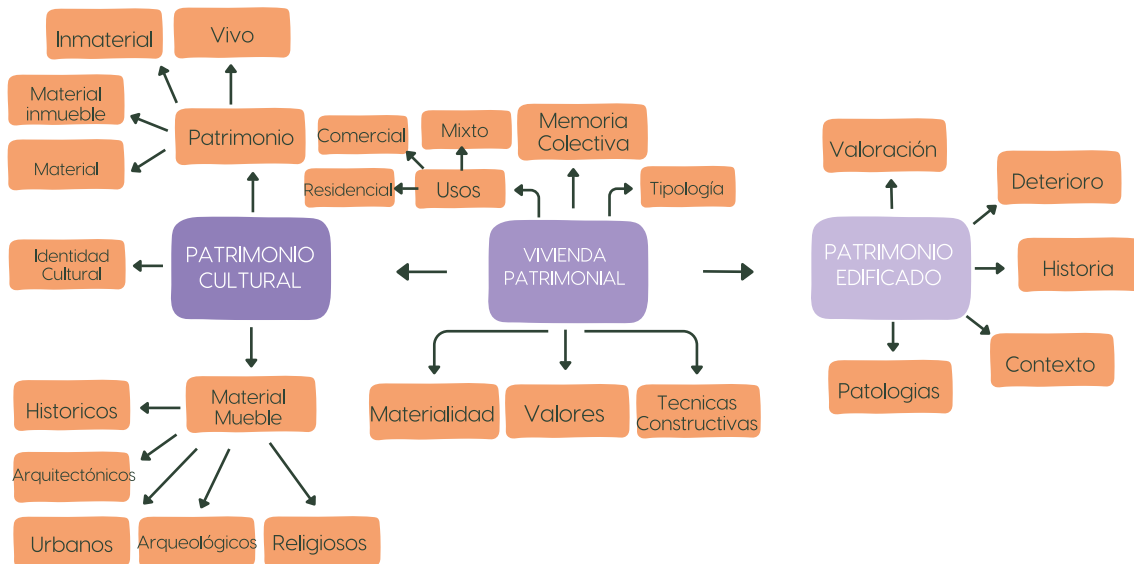 Inmaterial
Vivo
Material
inmueble
Patrimonio
Material
Comercial
Mixto
Memoria
Colectiva
Residencial
Usos
Tipología
Valoración
Deterioro
Identidad
Cultural
PATRIMONIO
CULTURAL
VIVIENDA
PATRIMONIAL
PATRIMONIO
EDIFICADO
Historia
Contexto
Patologias
Historicos
Material
Mueble
Materialidad
Valores
Tecnicas
Constructivas
Arquitectónicos
Urbanos
Arqueológicos
Religiosos